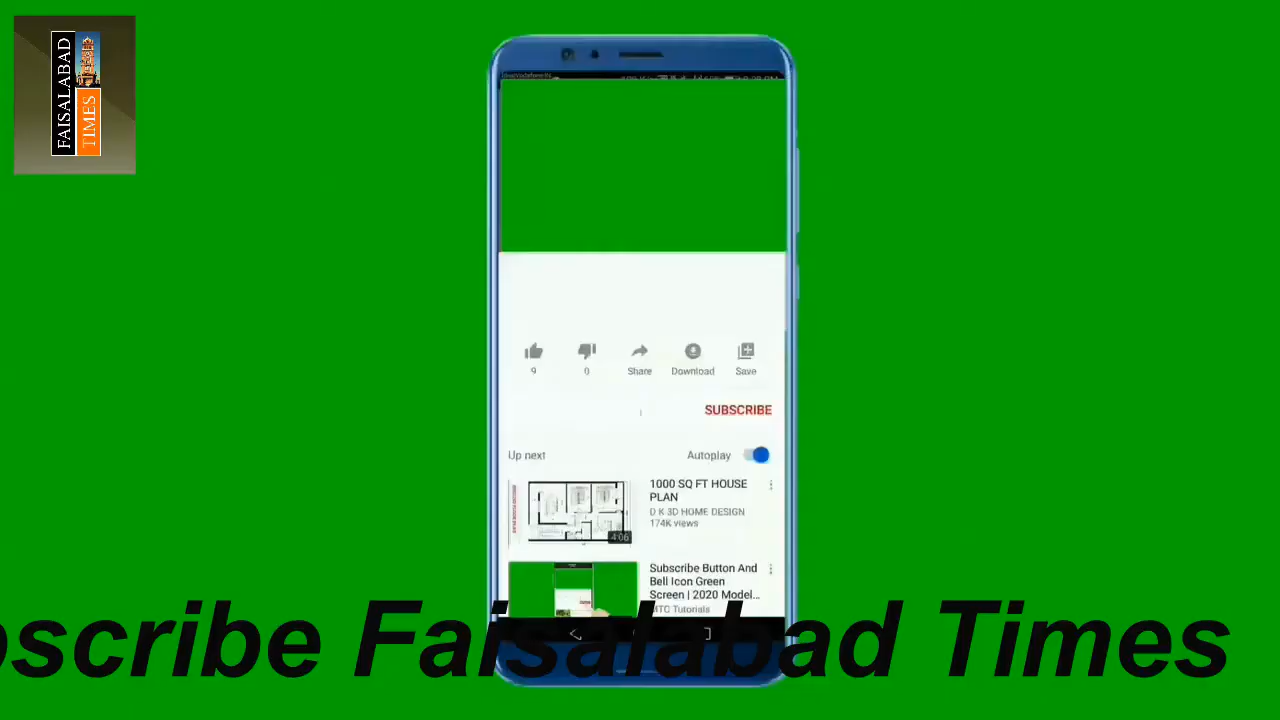 FAISALABAD
TIMES
9
0
Share
Download
Save
SUBSCRIBE
Up next
Autoplay
1000 SQ FT HOUSE
PLAN
D K 3D HOME DESIGN
174K views
4:06
Subscribe Button And
Bell Icon Green
Screen | 2020 Model...
MTC Tutorials
bscribe Faisalabad Times